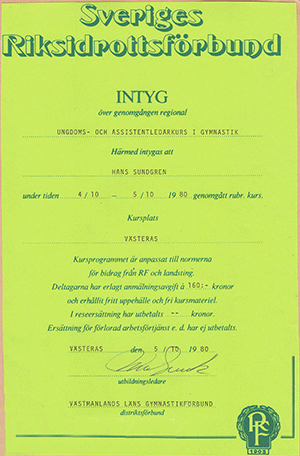 Sveriges
Riksidrottsförbund
INTYG
över genomgången regional
UNGDOMS- OCH ASSISTENTLEDARKURS I GYMNASTIK
Härmed intygas att
HANS SUNDGREN
under tiden 4/10 – 5/10 1980 genomgått rubr. kurs.
Kursplats
VÄSTERÅS
Kursprogrammet är anpassat till normerna
för bidrag från RF och landsting.
Deltagarna har erlagt anmälningsavgift à 160:- kronor
och erhållit fritt uppehälle och fri kursmateriel.
I reseersättning har utbetalts -- kronor.
Ersättning för förlorad arbetsförtjänst e. d. har ej utbetalts.
VÄSTERÅS den 5 /10 1980
utbildningsledare
VÄSTMANLANDS LÄNS GYMNASTIKFÖRBUND
distriktsförbund
RF
1903